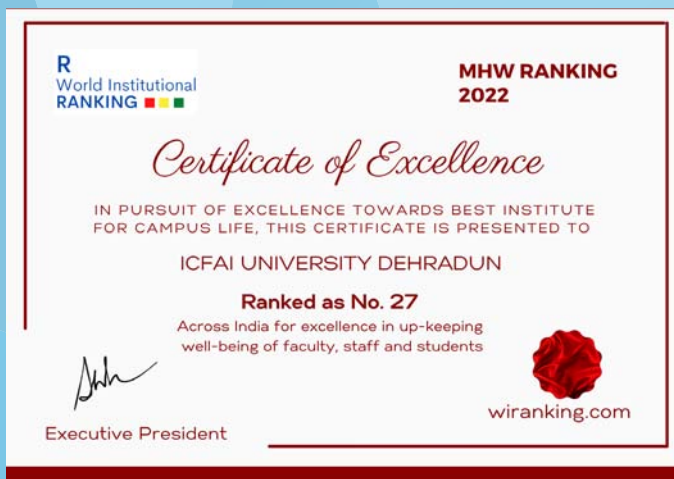 R
World Institutional
RANKING
MHW RANKING
2022
Certificate of Excellence
IN PURSUIT OF EXCELLENCE TOWARDS BEST INSTITUTE
FOR CAMPUS LIFE, THIS CERTIFICATE IS PRESENTED TO
ICFAI UNIVERSITY DEHRADUN
Ranked as No. 27
Across India for excellence in up-keeping
well-being of faculty, staff and students
Executive President
wiranking.com